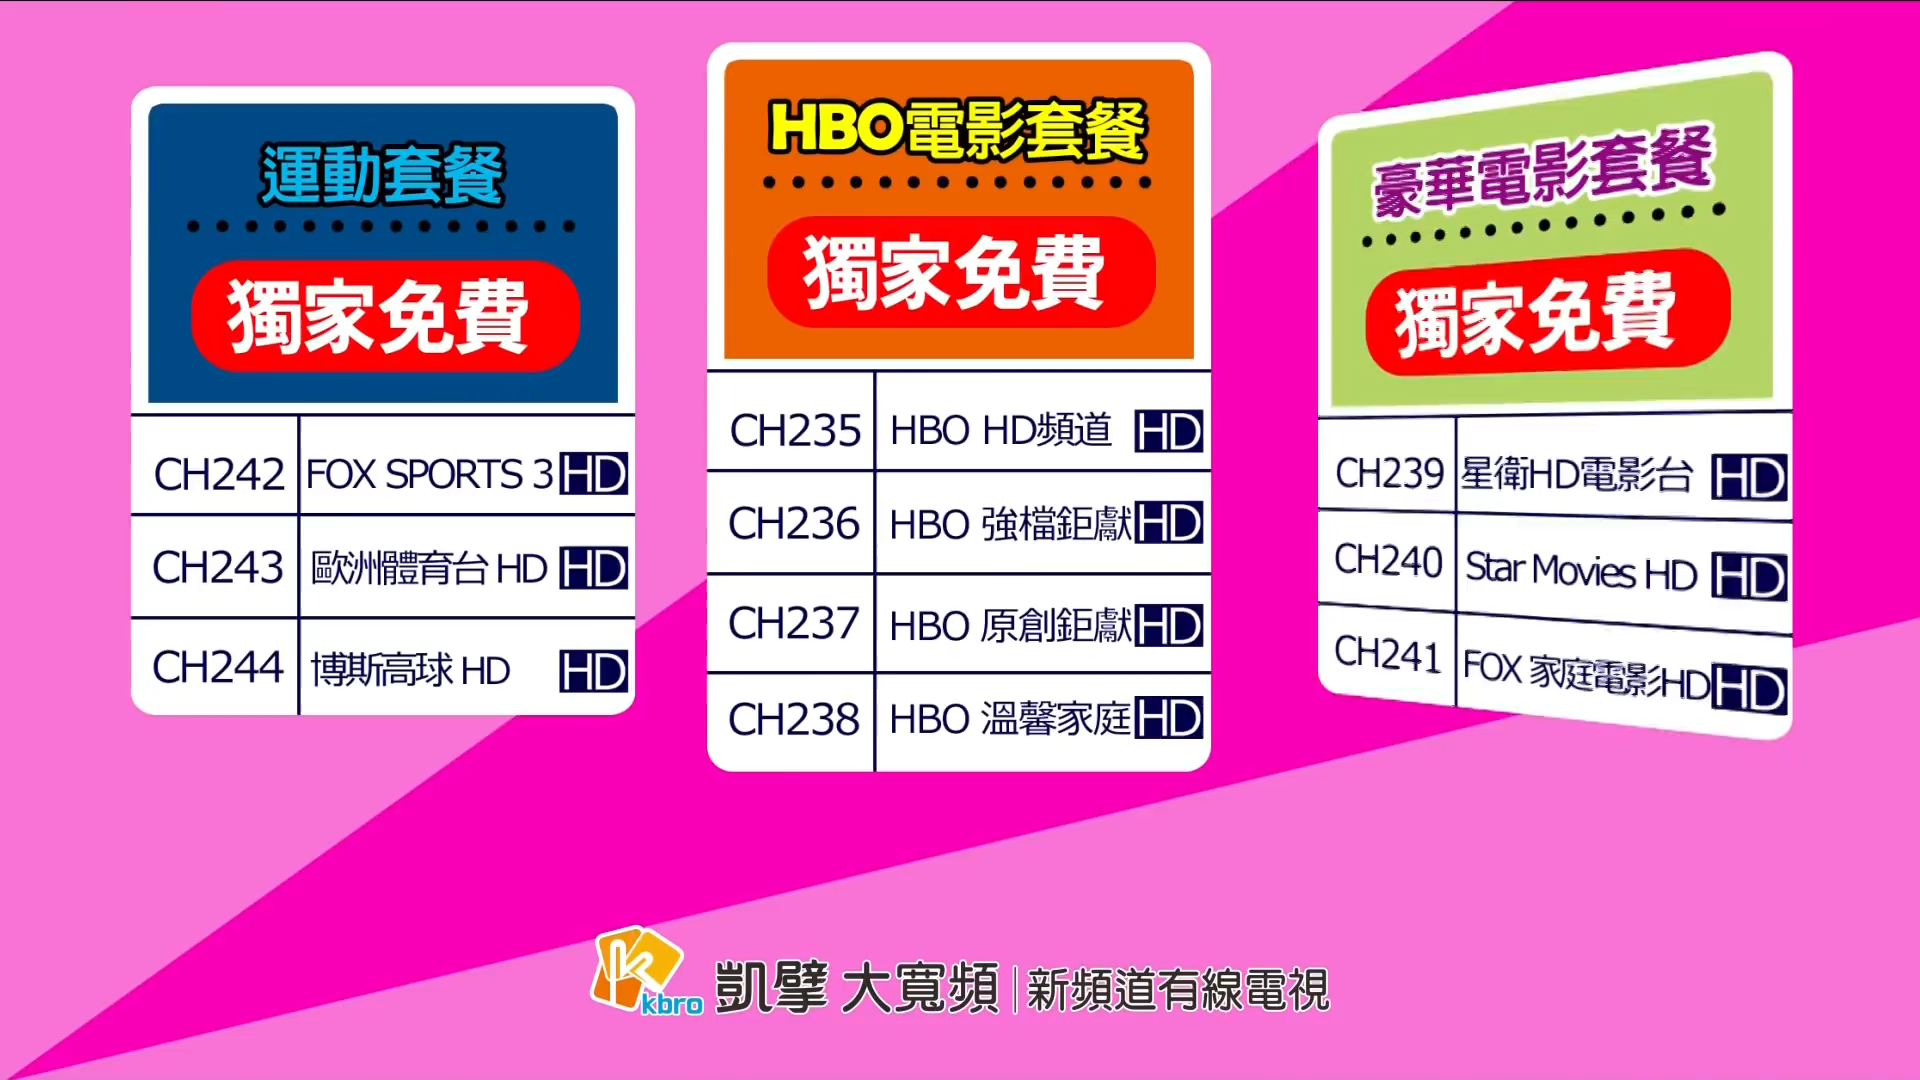 運動套餐
獨家免費
CH242 FOX SPORTS 3 HD
CH243 歐洲體育台 HD HD
CH244 博斯高球 HD HD
HBO電影套餐
獨家免費
CH235 HBO HD頻道 HD
CH236 HBO 強檔鉅獻 HD
CH237 HBO 原創鉅獻 HD
CH238 HBO 溫馨家庭 HD
豪華電影套餐
獨家免費
CH239 星衛HD電影台 HD
CH240 Star Movies HD HD
CH241 FOX 家庭電影HD HD
kbro 凱擘 大寬頻 | 新頻道有線電視